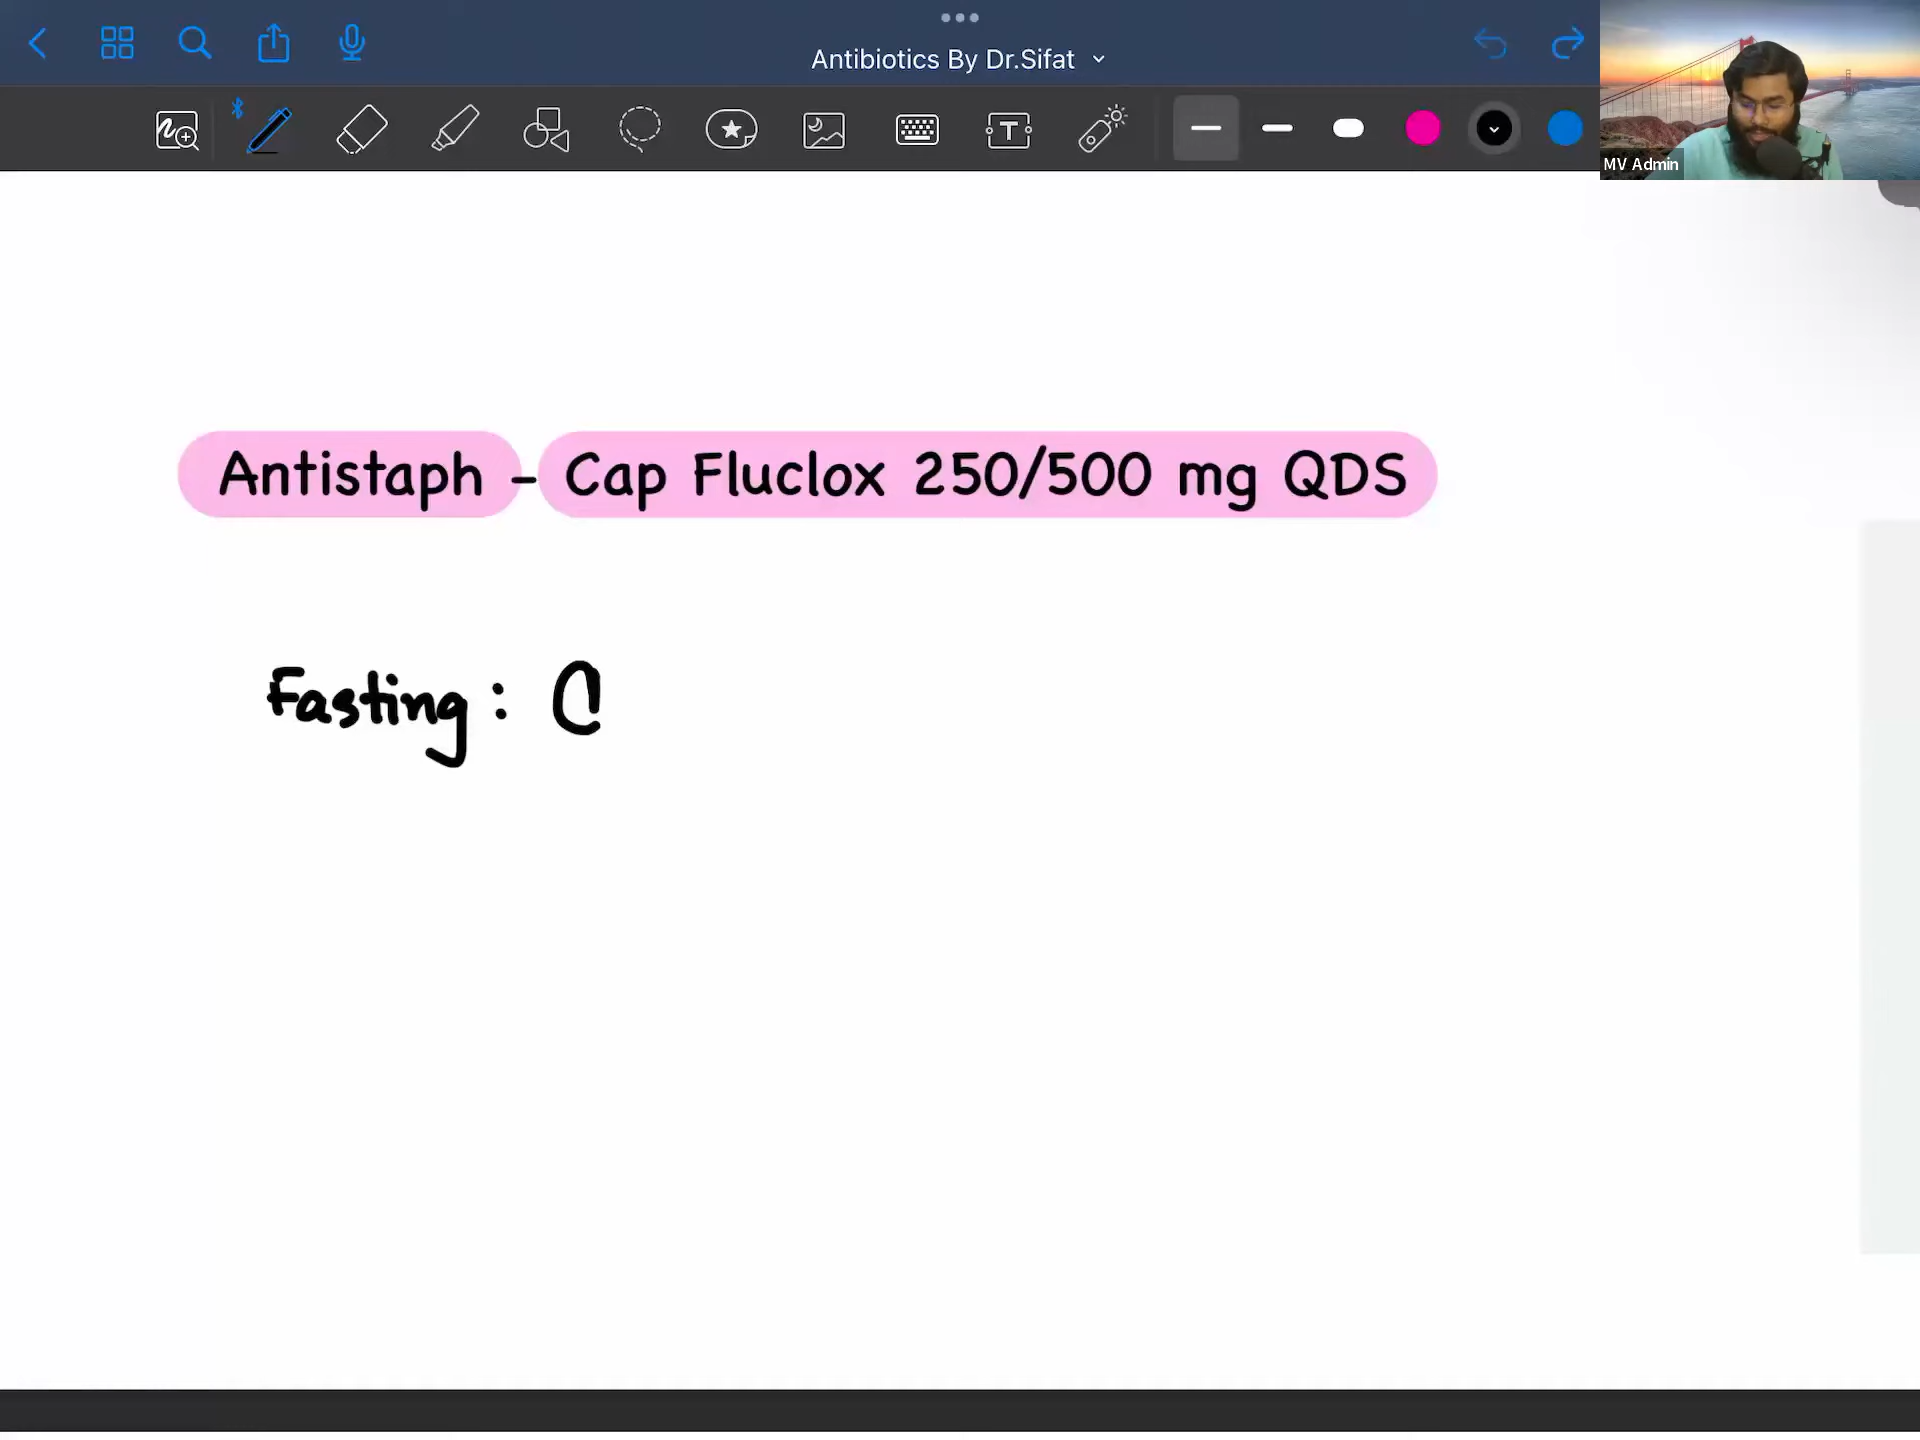 Antibiotics By Dr.Sifat
MV Admin
Antistaph - Cap Fluclox 250/500 mg QDS
Fasting :